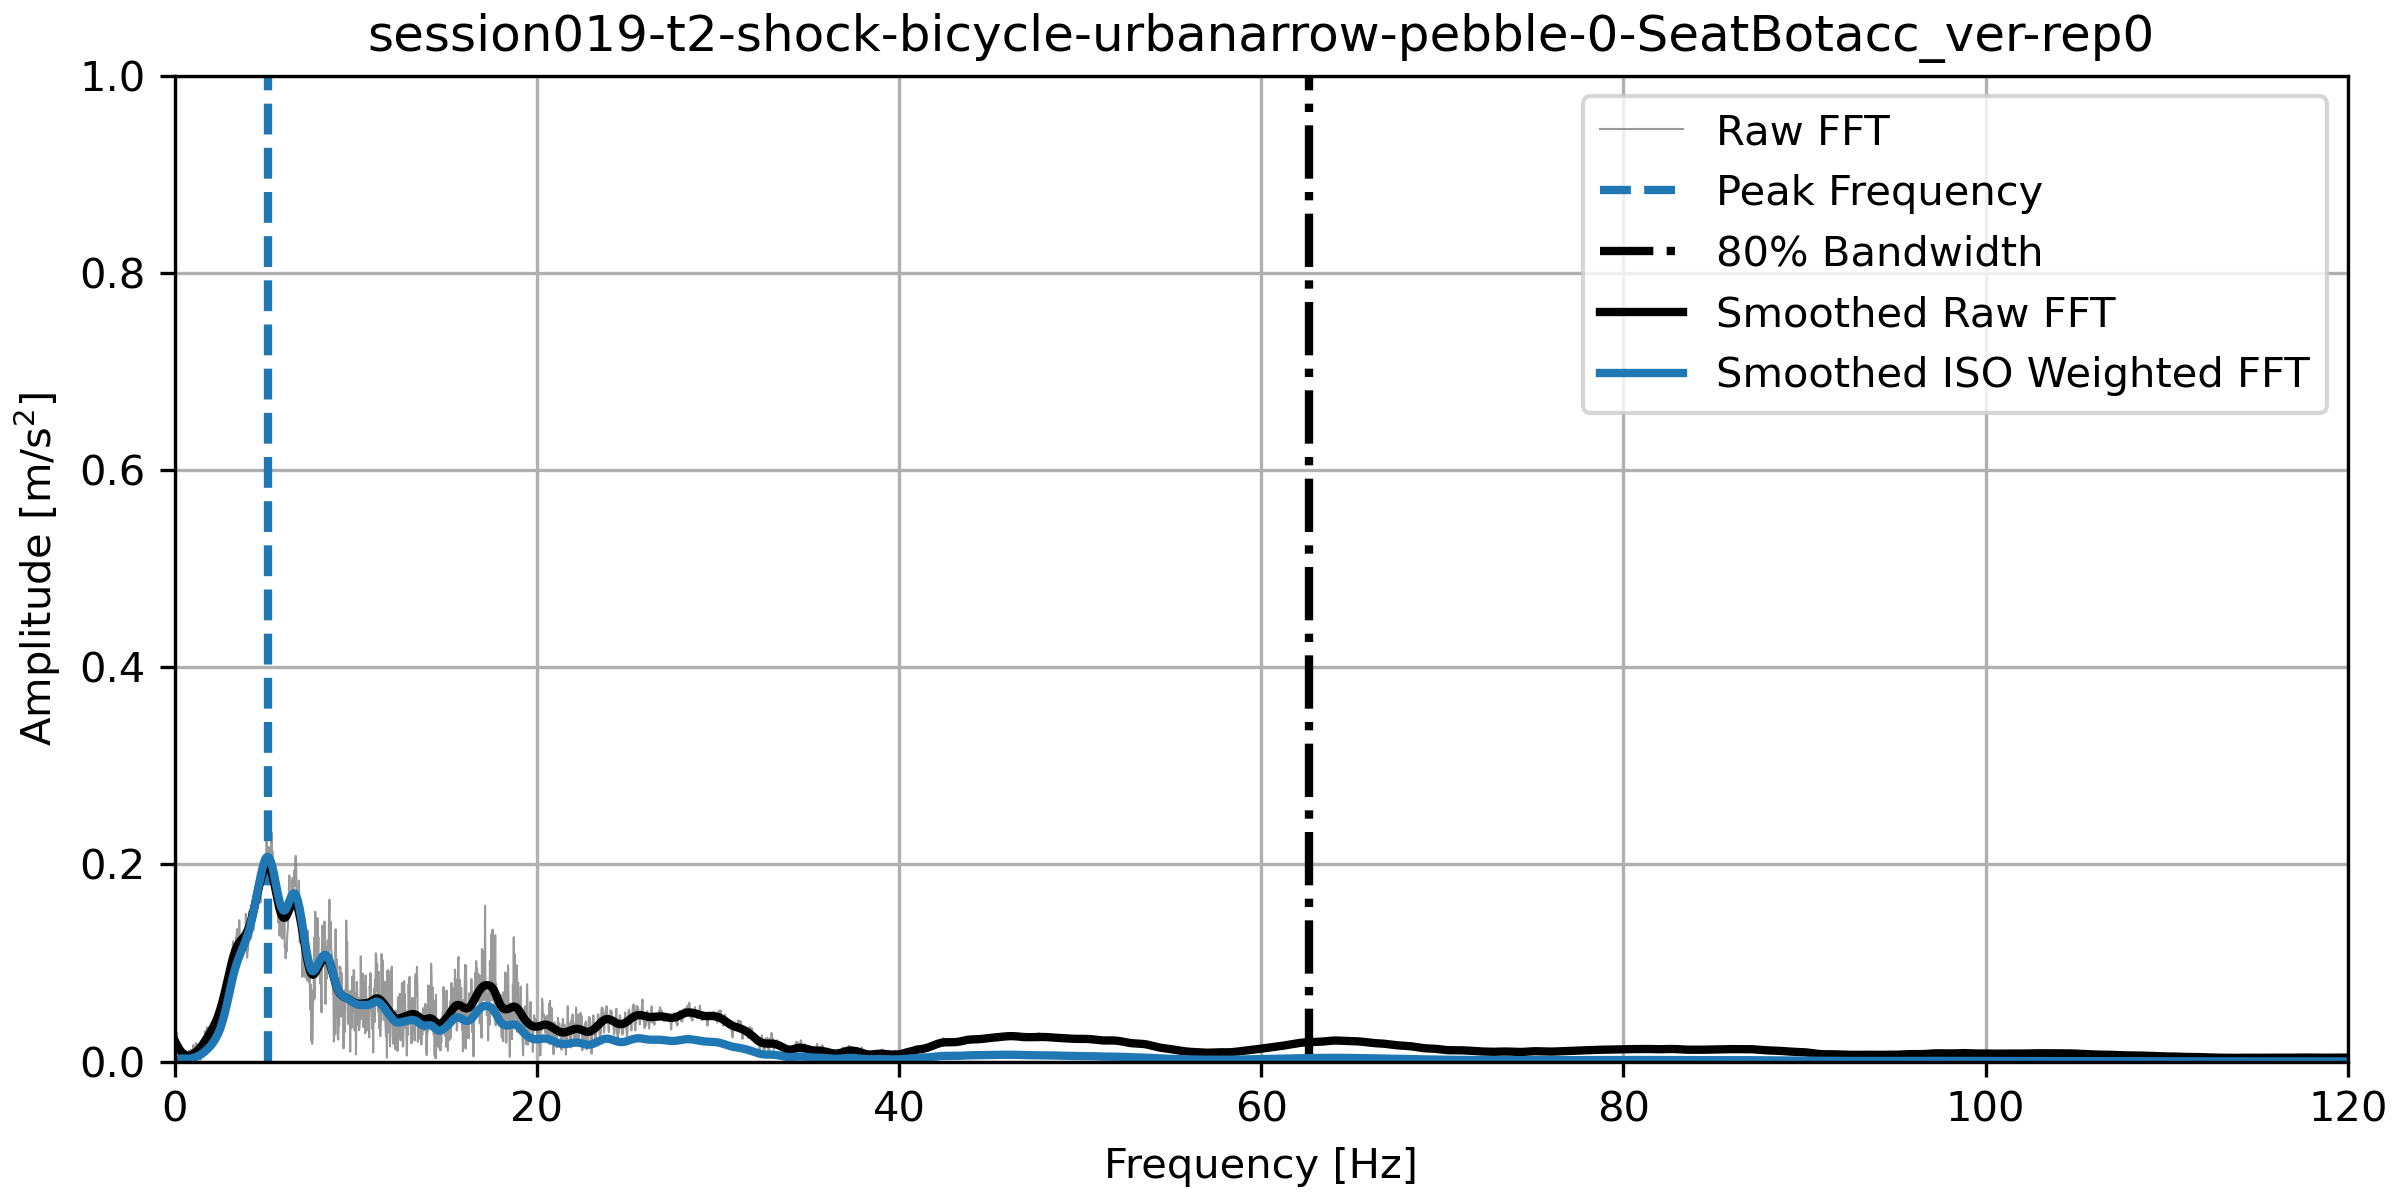 session019-t2-shock-bicycle-urbanarrow-pebble-0-SeatBotacc_ver-rep0
1.0
0.8
0.6
0.4
0.2
0.0
Amplitude [m/s²]
Raw FFT
Peak Frequency
80% Bandwidth
Smoothed Raw FFT
Smoothed ISO Weighted FFT
0 20 40 60 80 100 120
Frequency [Hz]